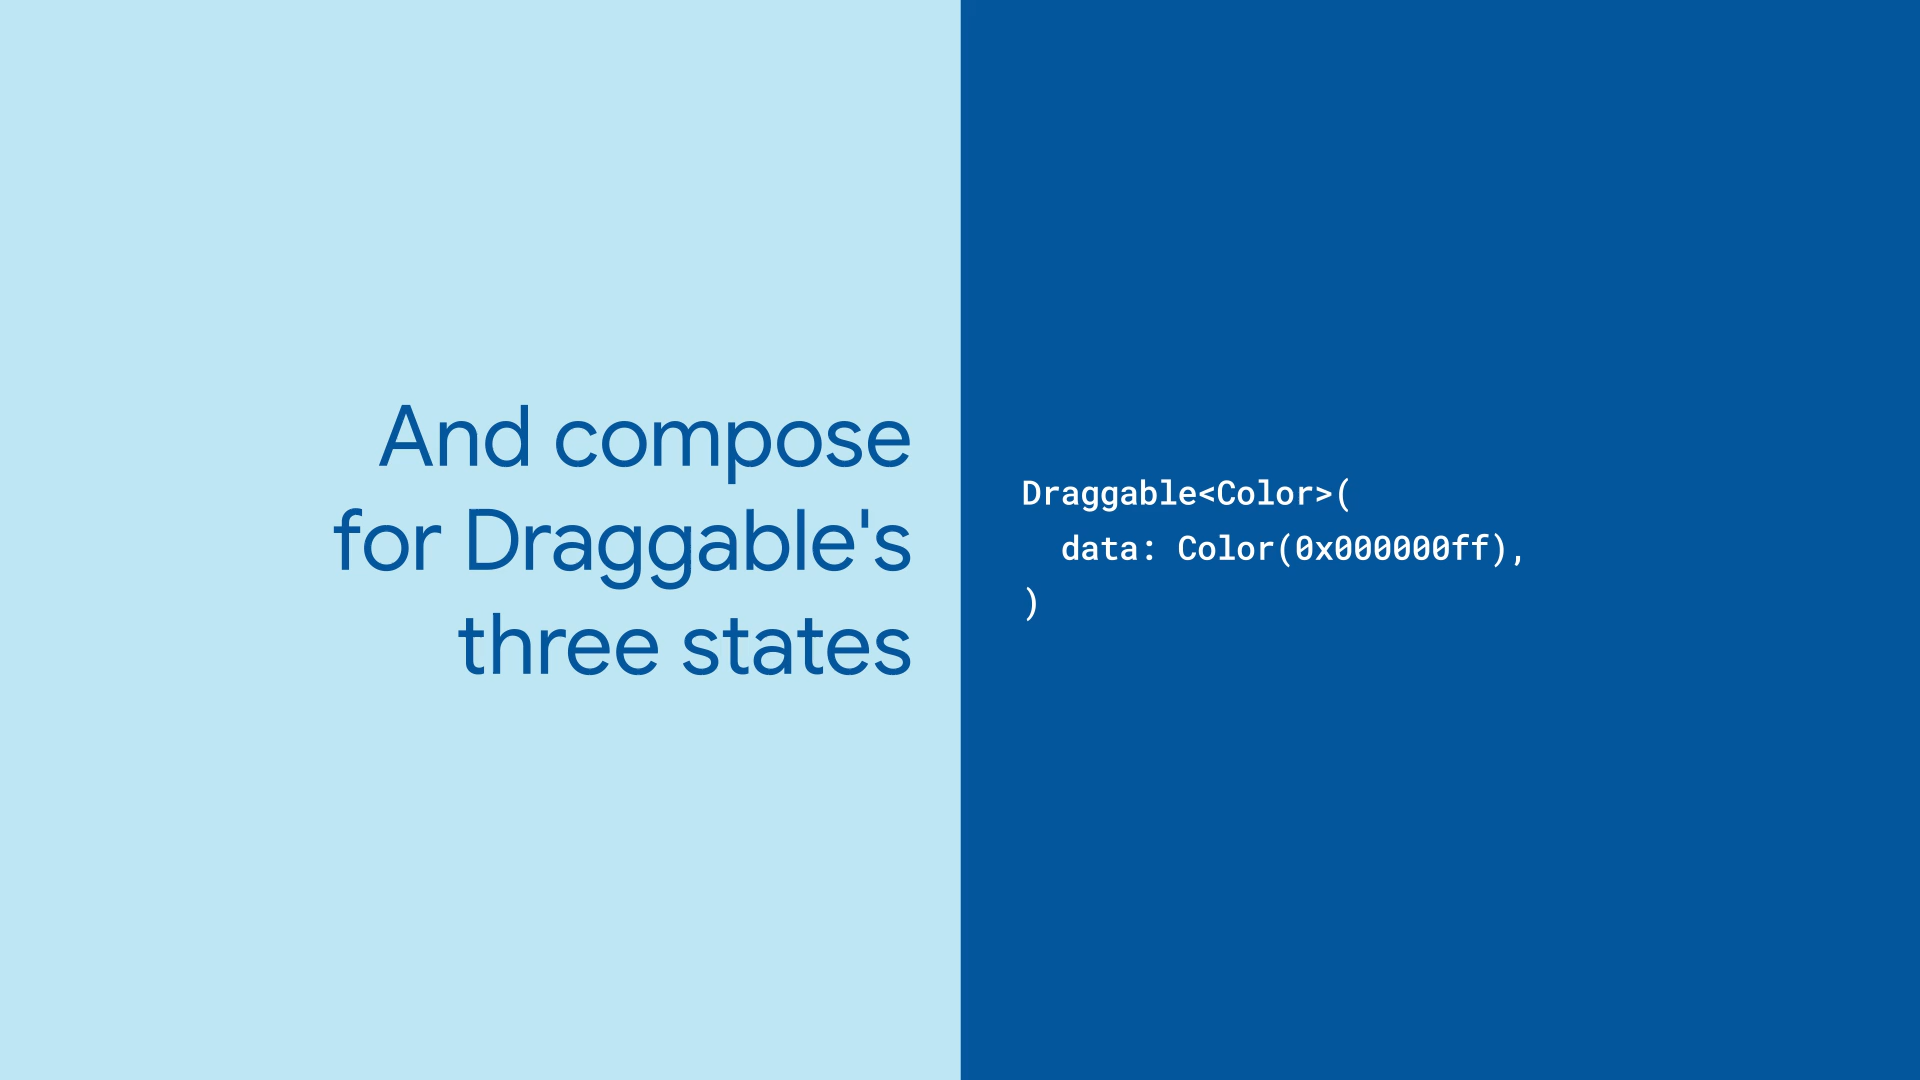 And compose
for Draggable's
three states
Draggable<Color>(
  data: Color(0x000000ff),
)